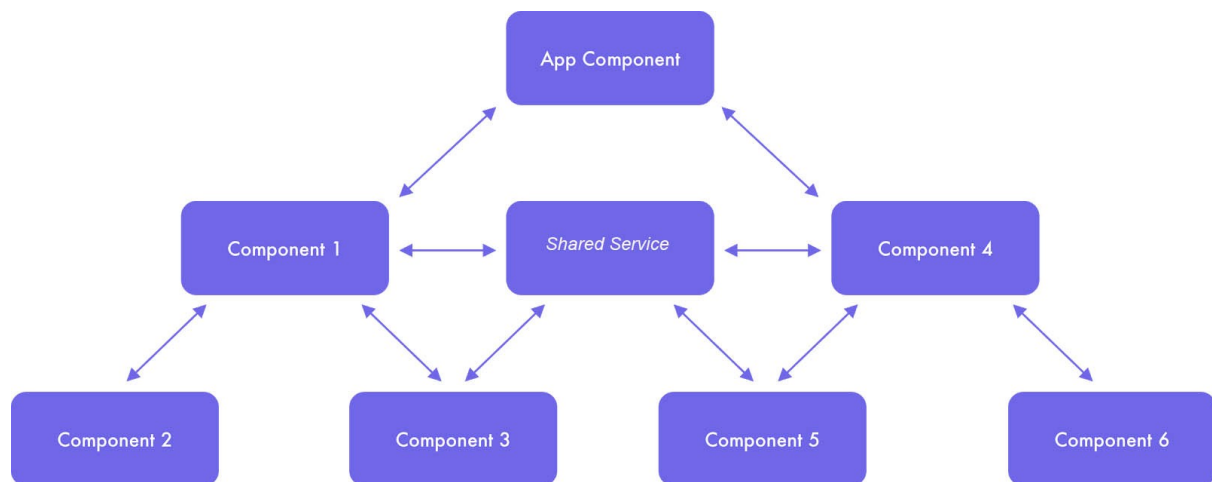 App Component
Component 1
Shared Service
Component 4
Component 2
Component 3
Component 5
Component 6